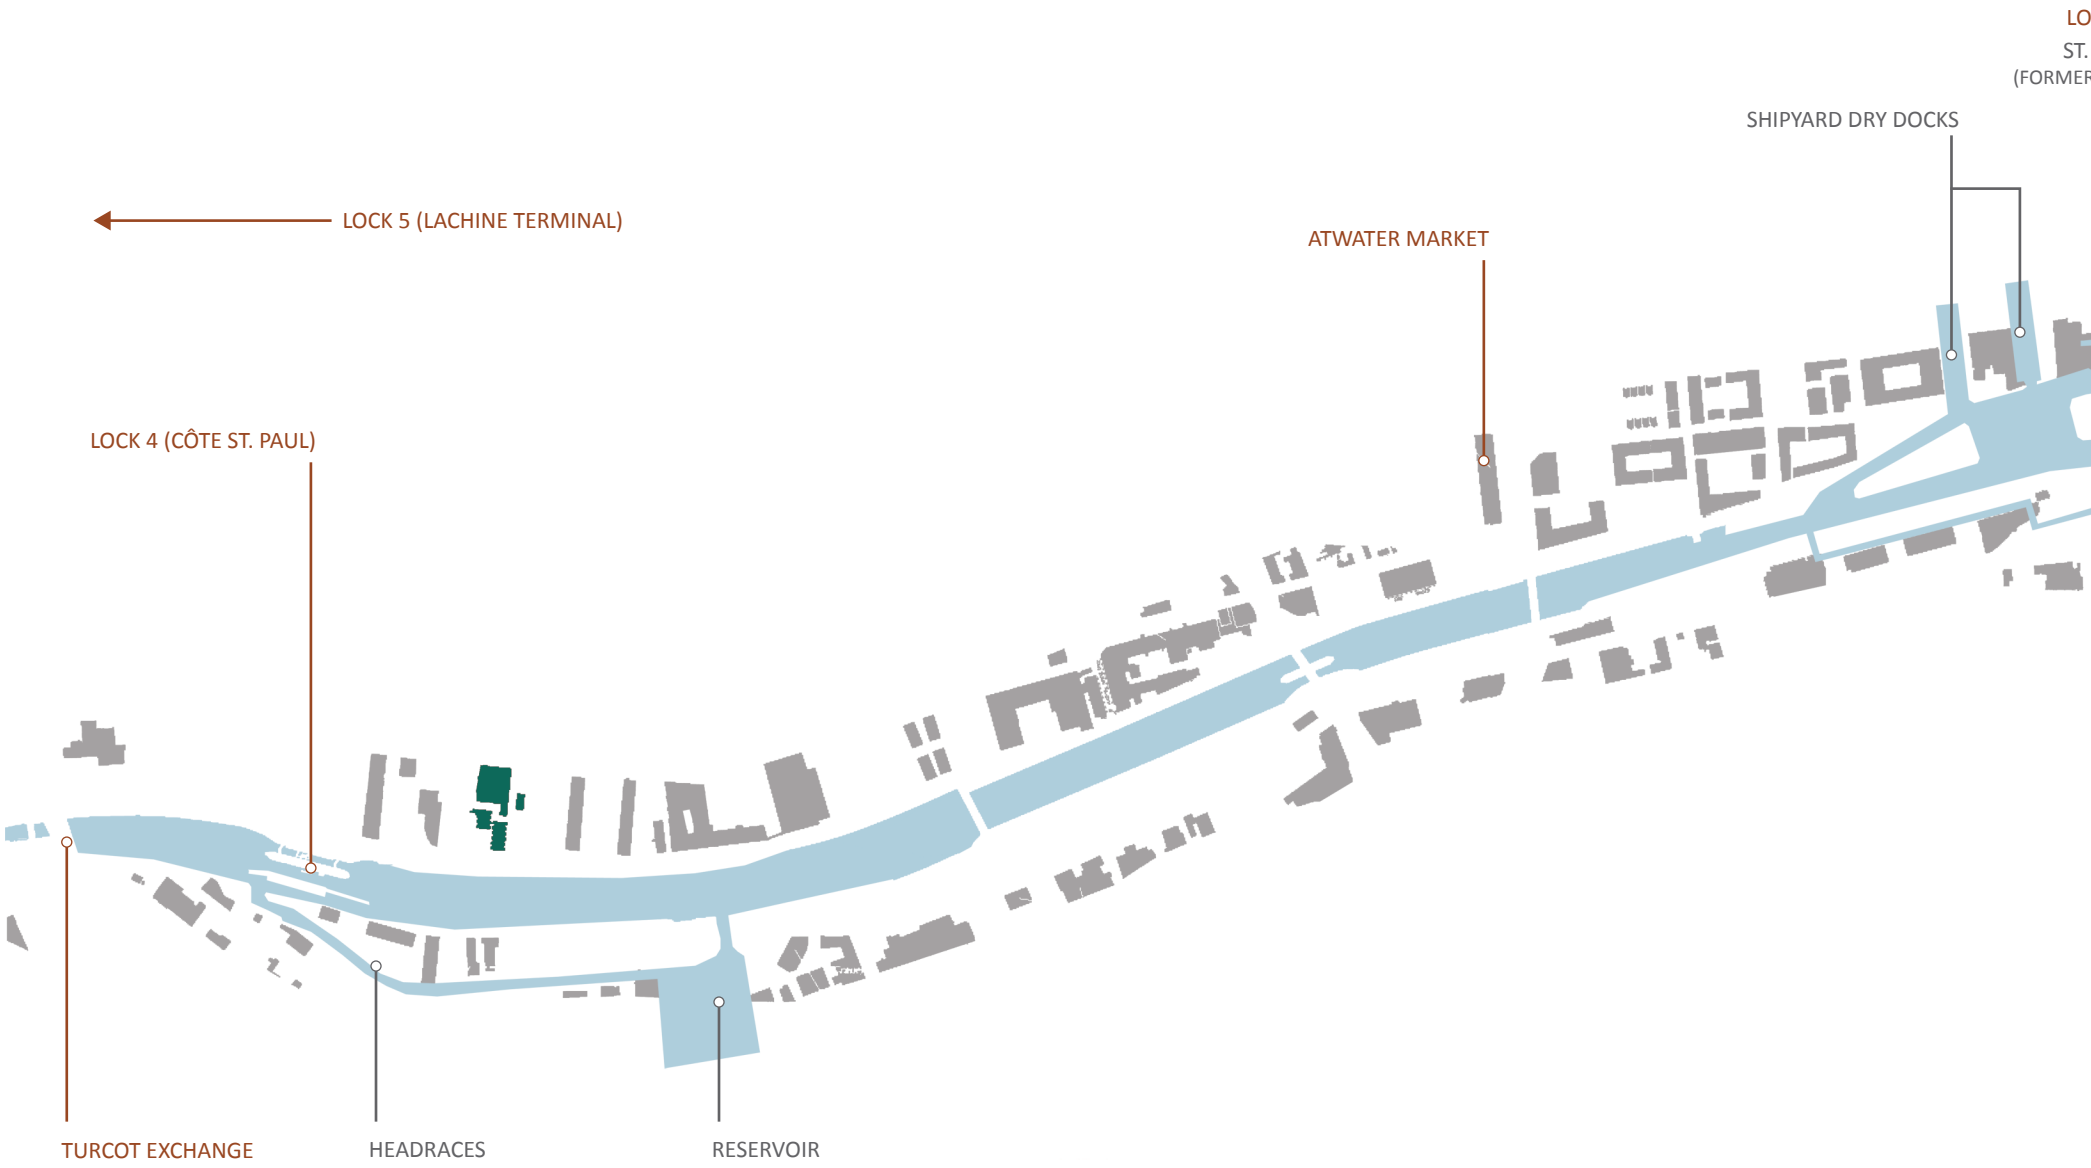 LO
ST.
(FORMER
SHIPYARD DRY DOCKS
LOCK 5 (LACHINE TERMINAL)
ATWATER MARKET
LOCK 4 (CÔTE ST. PAUL)
TURCOT EXCHANGE
HEADRACES
RESERVOIR